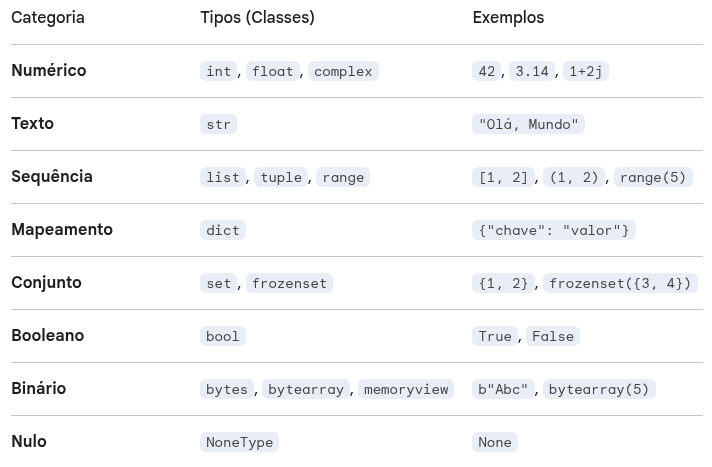 Categoria Tipos (Classes) Exemplos
Numérico int, float, complex 42, 3.14, 1+2j
Texto str "Olá, Mundo"
Sequência list, tuple, range [1, 2], (1, 2), range(5)
Mapeamento dict {"chave": "valor"}
Conjunto set, frozenset {1, 2}, frozenset({3, 4})
Booleano bool True, False
Binário bytes, bytearray, memoryview b"Abc", bytearray(5)
Nulo NoneType None